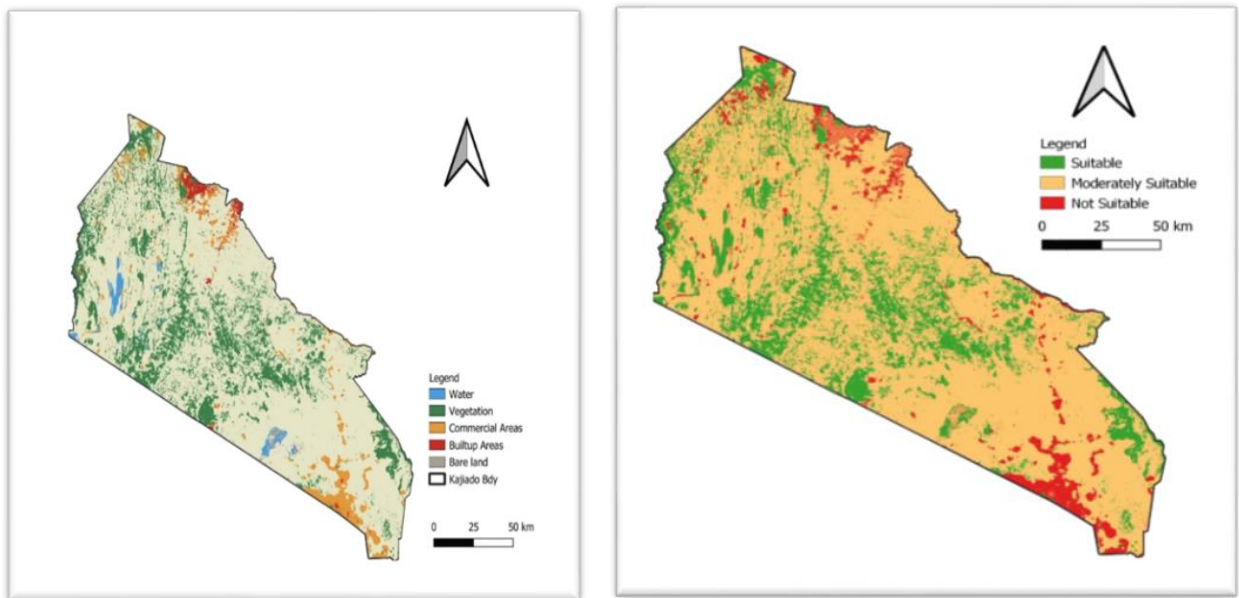 Legend
Water
Vegetation
Commercial Areas
Builtup Areas
Bare land
Kajiado Bdy
0 25 50 km
Legend
Suitable
Moderately Suitable
Not Suitable
0 25 50 km